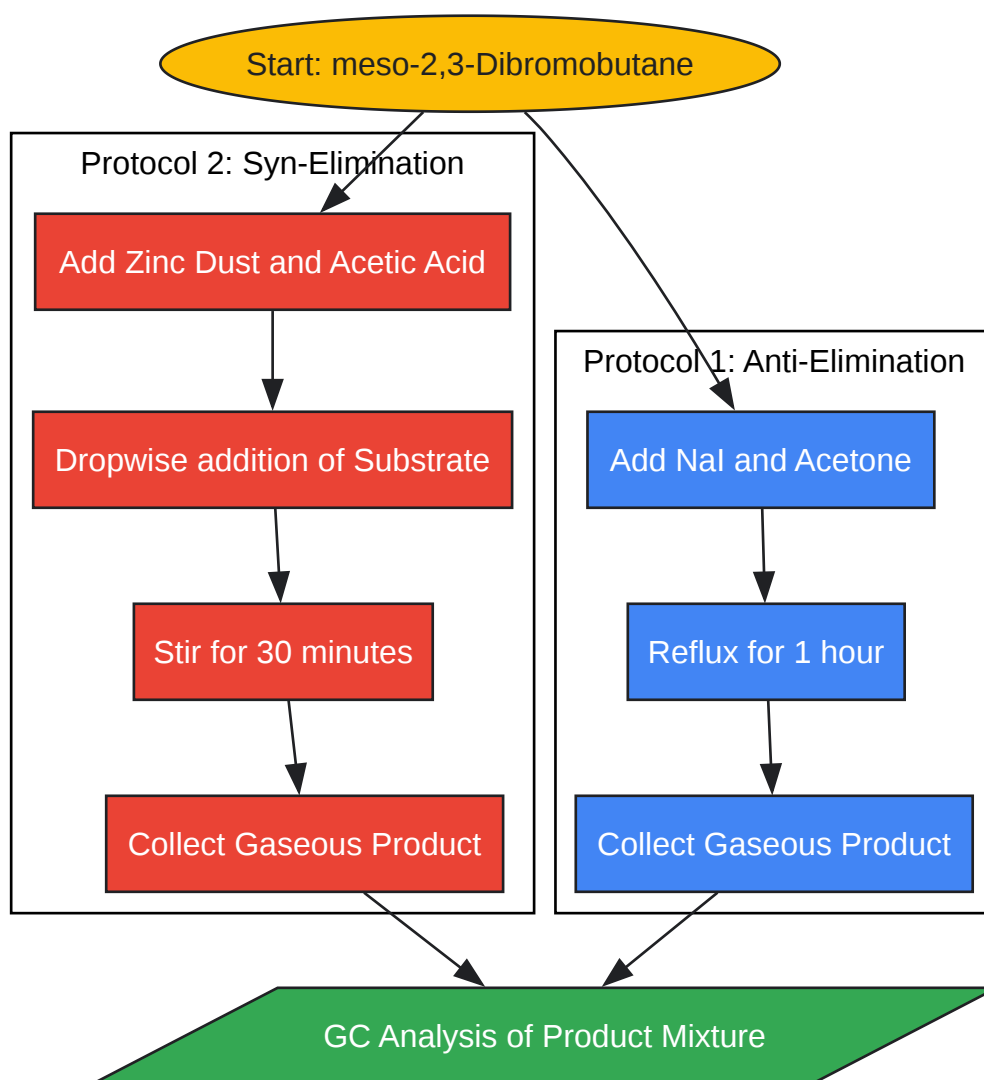 Start: meso-2,3-Dibromobutane
Protocol 2: Syn-Elimination
Add Zinc Dust and Acetic Acid
Dropwise addition of Substrate
Stir for 30 minutes
Collect Gaseous Product
Protocol 1: Anti-Elimination
Add NaI and Acetone
Reflux for 1 hour
Collect Gaseous Product
GC Analysis of Product Mixture